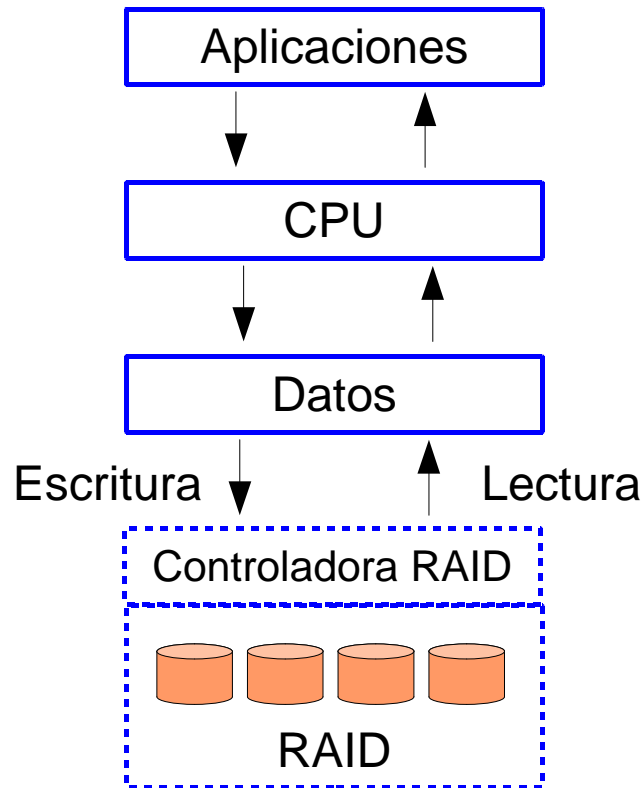 Aplicaciones
CPU
Datos
Escritura
Lectura
Controladora RAID
RAID